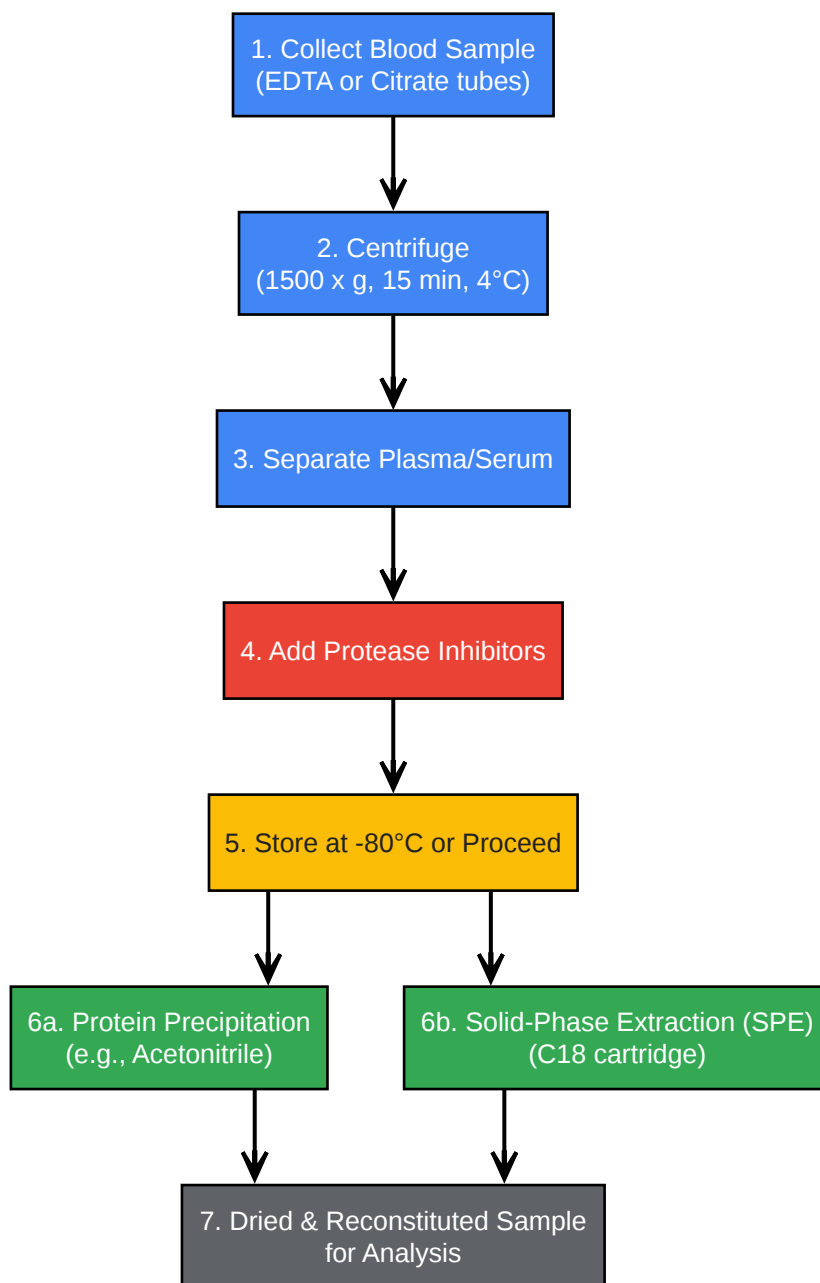 1. Collect Blood Sample
(EDTA or Citrate tubes)
2. Centrifuge
(1500 x g, 15 min, 4°C)
3. Separate Plasma/Serum
4. Add Protease Inhibitors
5. Store at -80°C or Proceed
6a. Protein Precipitation
(e.g., Acetonitrile)
6b. Solid-Phase Extraction (SPE)
(C18 cartridge)
7. Dried & Reconstituted Sample
for Analysis